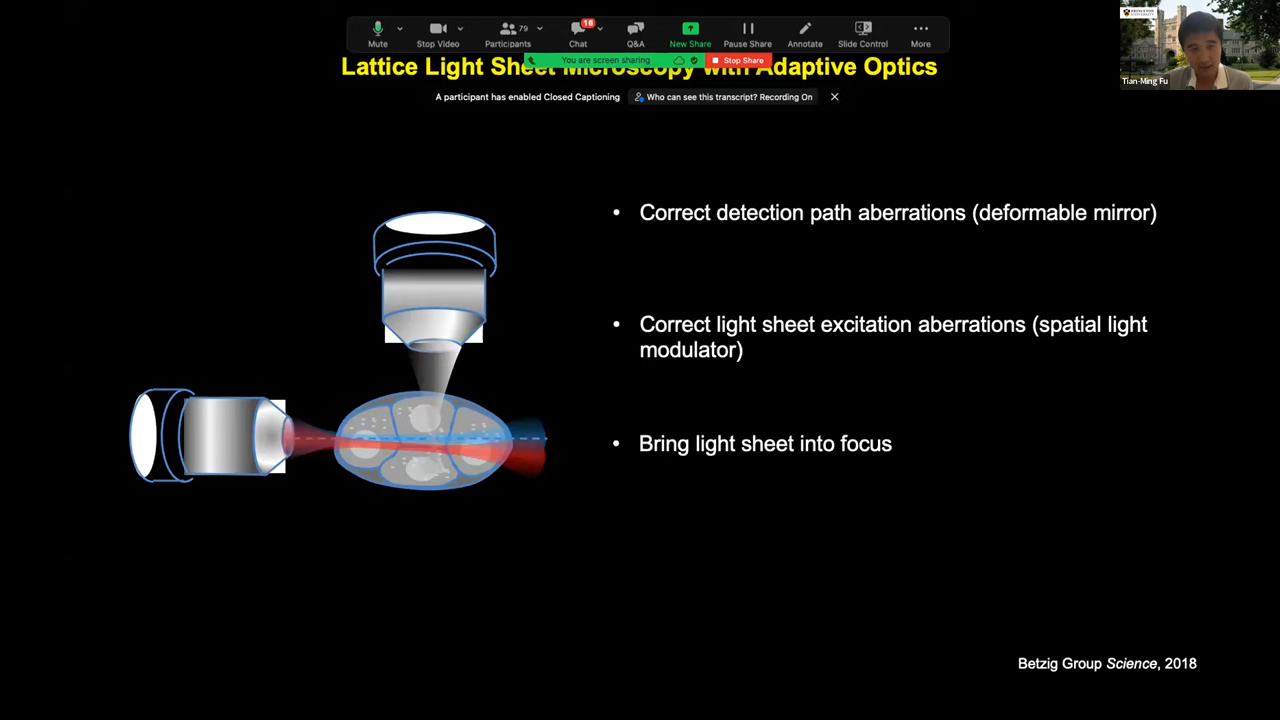 Mute
Stop Video
79
Participants
16
Chat
Q&A
New Share
Pause Share
Annotate
Slide Control
More
You are screen sharing
Stop Share
Lattice Light Sheet Microscopy with Adaptive Optics
A participant has enabled Closed Captioning
Who can see this transcript? Recording On
PRINCETON
UNIVERSITY
Tian-Ming Fu
• Correct detection path aberrations (deformable mirror)
• Correct light sheet excitation aberrations (spatial light
modulator)
• Bring light sheet into focus
Betzig Group Science, 2018